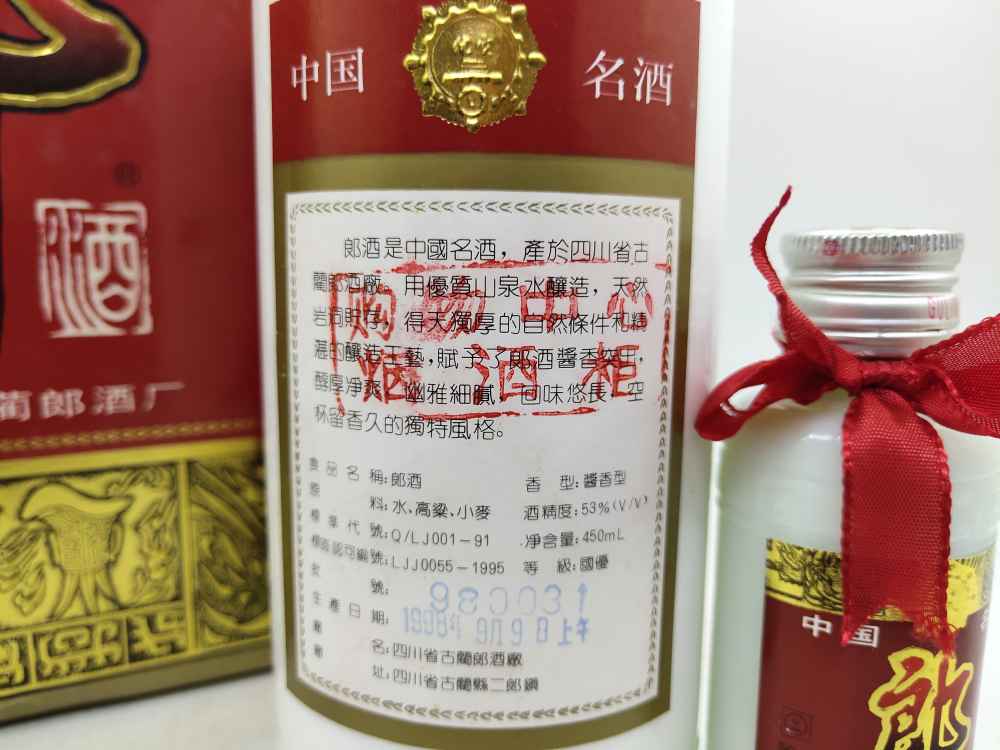 中国 名酒
郎酒是中國名酒，產於四川省古
藺郎酒廠。用優質山泉水釀造，天然
岩洞貯存，得天獨厚的自然條件和精
湛的釀造工藝，賦予了郎酒醬香突出，
醇厚凈爽，幽雅細膩，回味悠長，空
杯留香久的獨特風格。
购物中心
烟酒柜
食品名稱:郎酒 香型:醬香型
原料:水、高粱、小麥 酒精度:53%(V/V)
標準代號:Q/LJ001-91 凈含量:450mL
標簽認可編號:LJJ0055-1995 等級:國優
批號: 980031
生產日期: 1998年9月9日上午
廠名:四川省古藺郎酒廠
廠址:四川省古藺縣二郎鎮
酒
®
藺郎酒厂
中国
郎